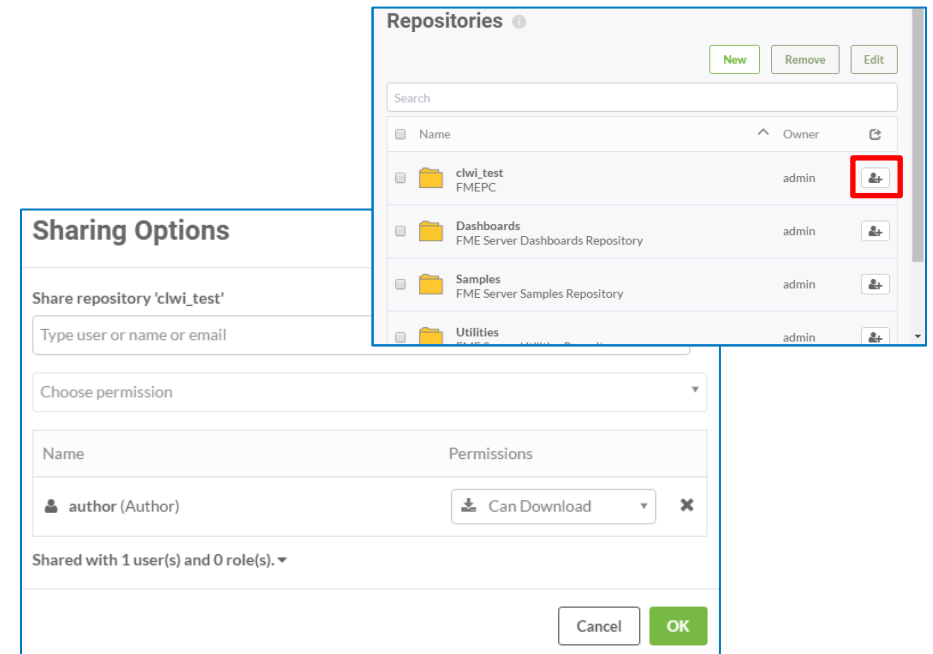 Repositories
New Remove Edit
Search
Name Owner
clwi_test
FMEPC
admin
Dashboards
FME Server Dashboards Repository
admin
Samples
FME Server Samples Repository
admin
Utilities
admin
Sharing Options
Share repository 'clwi_test'
Type user or name or email
Choose permission
Name Permissions
author (Author) Can Download
Shared with 1 user(s) and 0 role(s).
Cancel OK